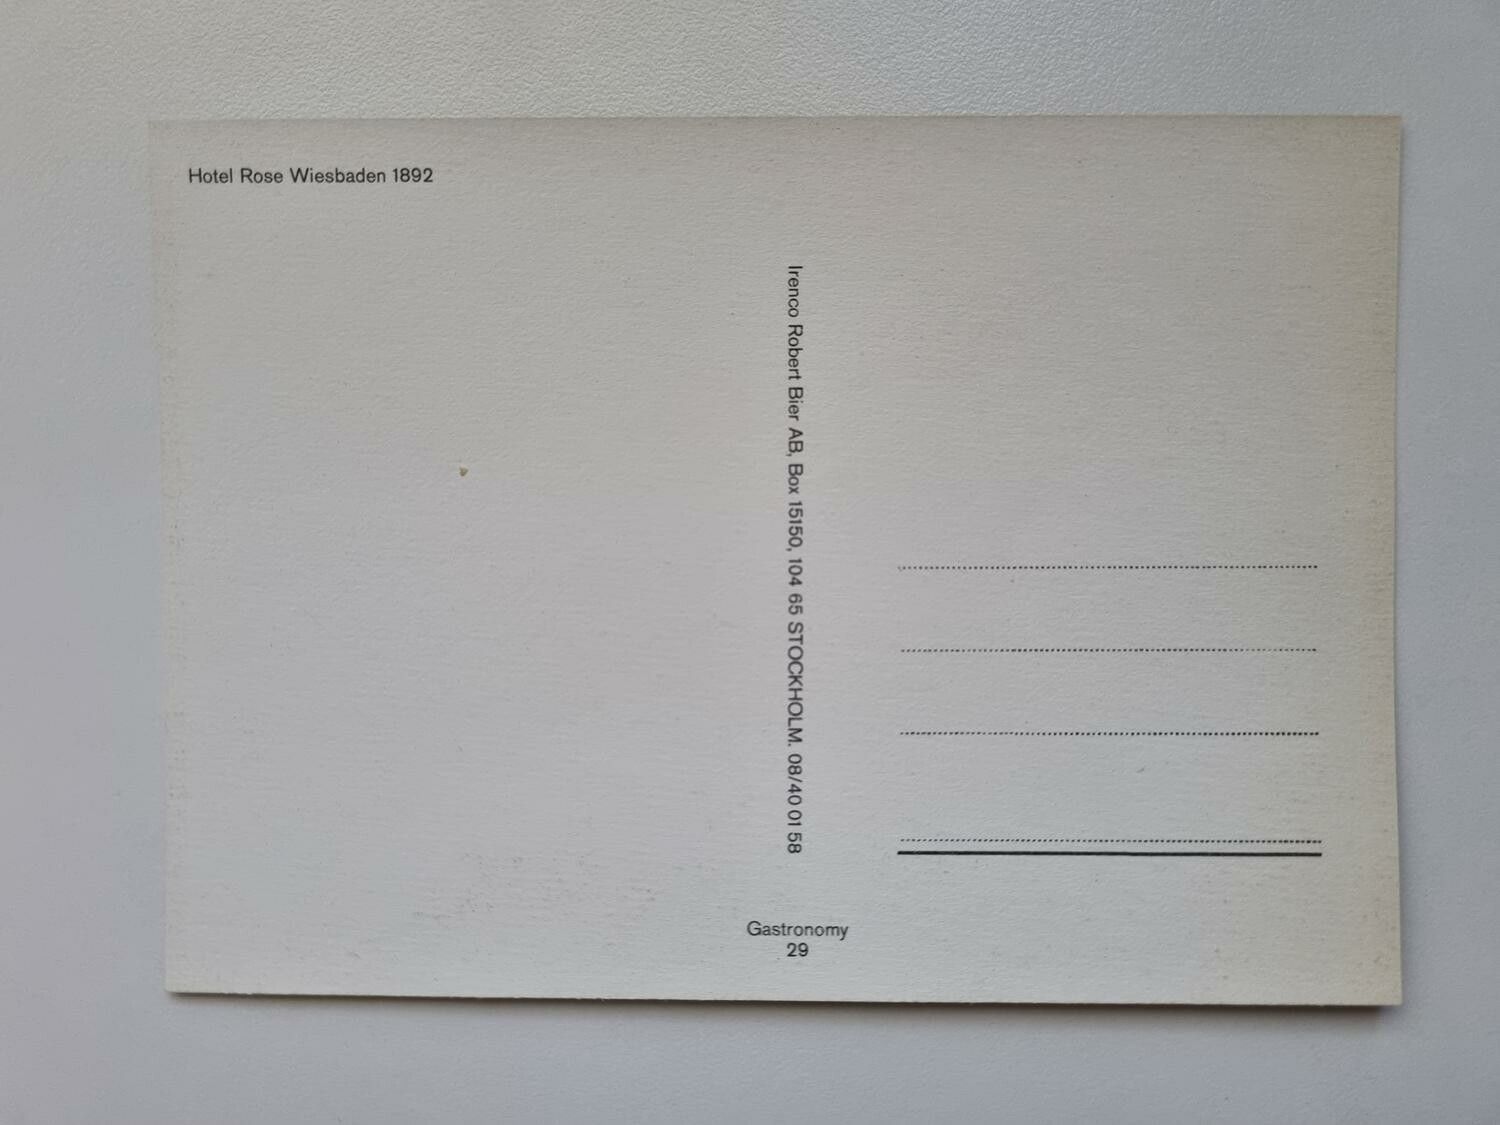 Hotel Rose Wiesbaden 1892
Irenco Robert Bier AB, Box 15150, 104 65 STOCKHOLM. 08/40 01 58
Gastronomy
29